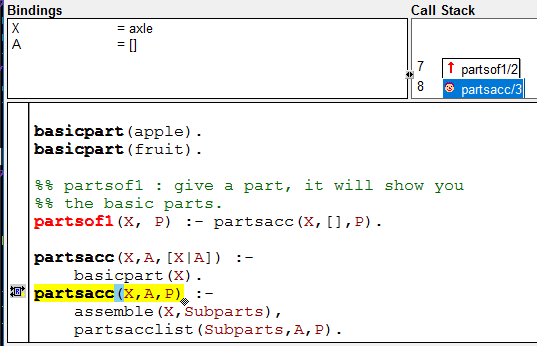 Bindings
X = axle
A = []
Call Stack
7 partsof1/2
8 partsacc/3
basicpart(apple).
basicpart(fruit).
%% partsof1 : give a part, it will show you
%% the basic parts.
partsof1(X, P) :- partsacc(X,[],P).
partsacc(X,A,[X|A]) :-
basicpart(X).
partsacc(X,A,P) :-
assemble(X,Subparts),
partsacclist(Subparts,A,P).